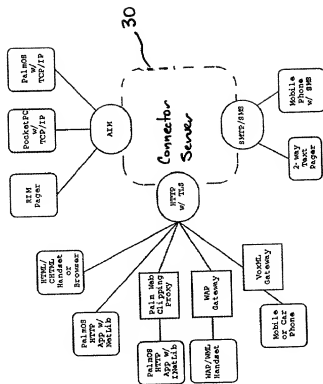 30
PalmOS
w/
TCP/IP
PocketPC
w/
TCP/IP
RIM
Pager
AIM
Connector
Server
HTTP
w/ TLS
SMTP/SMS
Mobile
Phone
w/ SMS
2-way
Text
Pager
HTML/
CHTML
Handset
or
Browser
PalmOS
HTTP
App w/
NetLib
Palm Web
Clipping
Proxy
PalmOS
HTTP
App w/
INetLib
WAP
Gateway
WAP/WML
Handset
VoxML
Gateway
Mobile
or Car
Phone